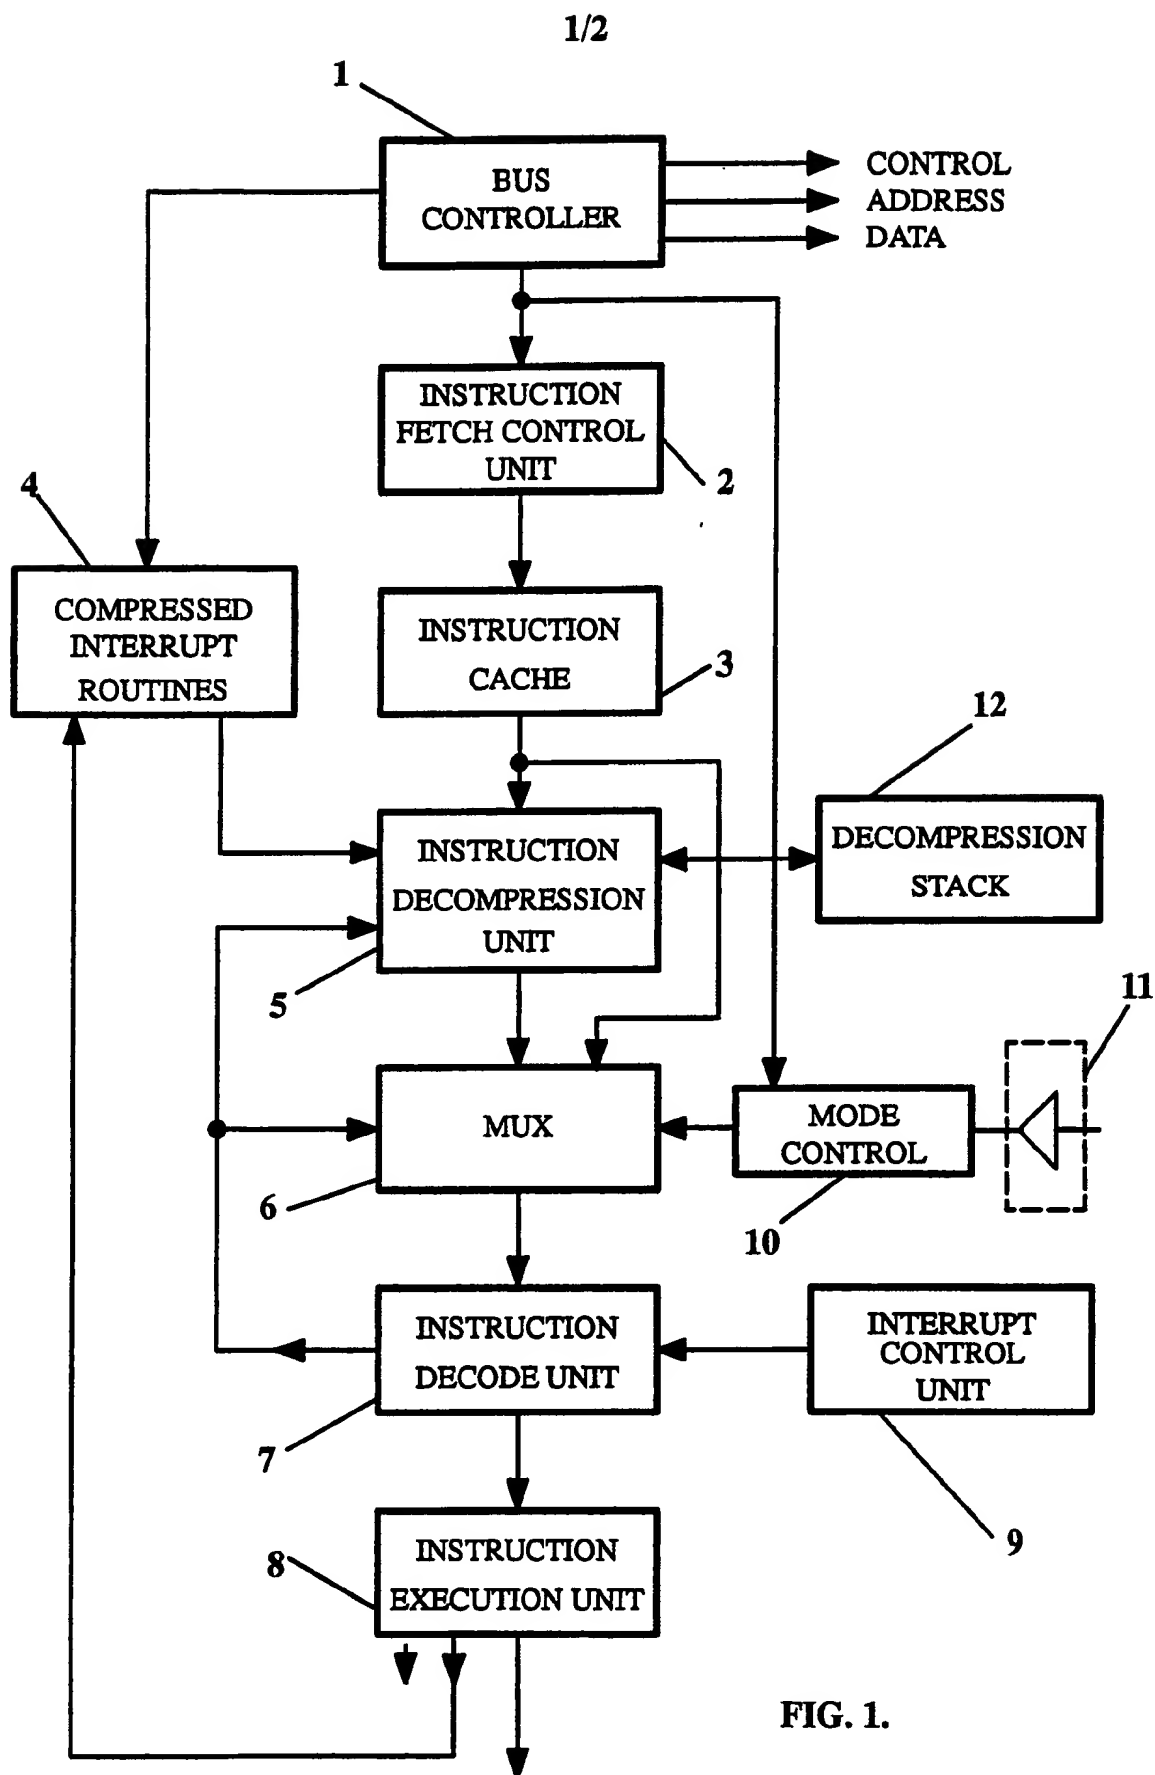 1/2
1
BUS
CONTROLLER
CONTROL
ADDRESS
DATA
INSTRUCTION
FETCH CONTROL
UNIT
2
4
COMPRESSED
INTERRUPT
ROUTINES
INSTRUCTION
CACHE
3
12
DECOMPRESSION
STACK
INSTRUCTION
DECOMPRESSION
UNIT
5
11
MUX
6
MODE
CONTROL
10
INSTRUCTION
DECODE UNIT
7
INTERRUPT
CONTROL
UNIT
9
8
INSTRUCTION
EXECUTION UNIT
FIG. 1.